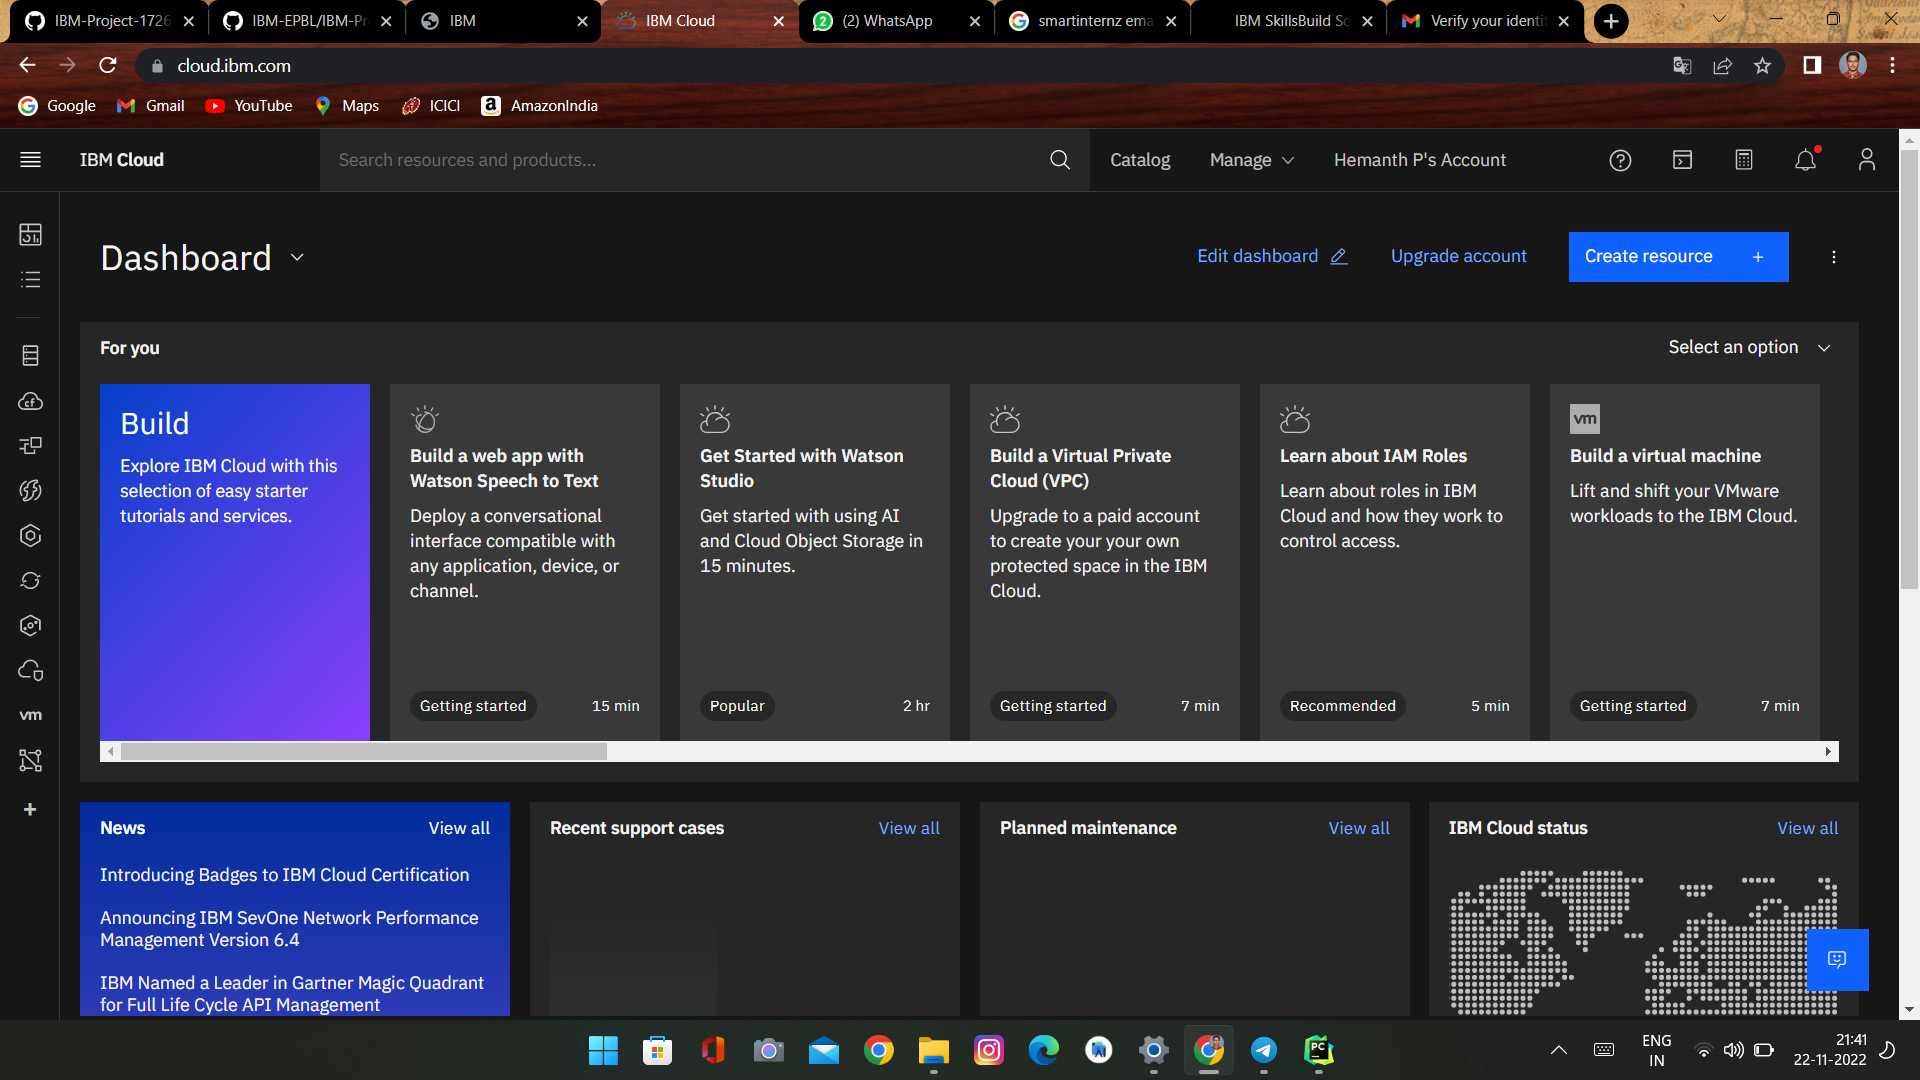 IBM-Project-1726
IBM-EPBL/IBM-Pr
IBM
IBM Cloud
(2) WhatsApp
smartinternz ema
IBM SkillsBuild So
Verify your identit
cloud.ibm.com
Google
Gmail
YouTube
Maps
ICICI
AmazonIndia
IBM Cloud
Search resources and products...
Catalog
Manage
Hemanth P's Account
Dashboard
Edit dashboard
Upgrade account
Create resource +
For you
Select an option
Build
Explore IBM Cloud with this
selection of easy starter
tutorials and services.
Build a web app with
Watson Speech to Text
Deploy a conversational
interface compatible with
any application, device, or
channel.
Getting started
15 min
Get Started with Watson
Studio
Get started with using AI
and Cloud Object Storage in
15 minutes.
Popular
2 hr
Build a Virtual Private
Cloud (VPC)
Upgrade to a paid account
to create your your own
protected space in the IBM
Cloud.
Getting started
7 min
Learn about IAM Roles
Learn about roles in IBM
Cloud and how they work to
control access.
Recommended
5 min
vm
Build a virtual machine
Lift and shift your VMware
workloads to the IBM Cloud.
Getting started
7 min
cf
vm
News
View all
Introducing Badges to IBM Cloud Certification
Announcing IBM SevOne Network Performance
Management Version 6.4
IBM Named a Leader in Gartner Magic Quadrant
for Full Life Cycle API Management
Recent support cases
View all
Planned maintenance
View all
IBM Cloud status
View all
PC
ENG
IN
21:41
22-11-2022